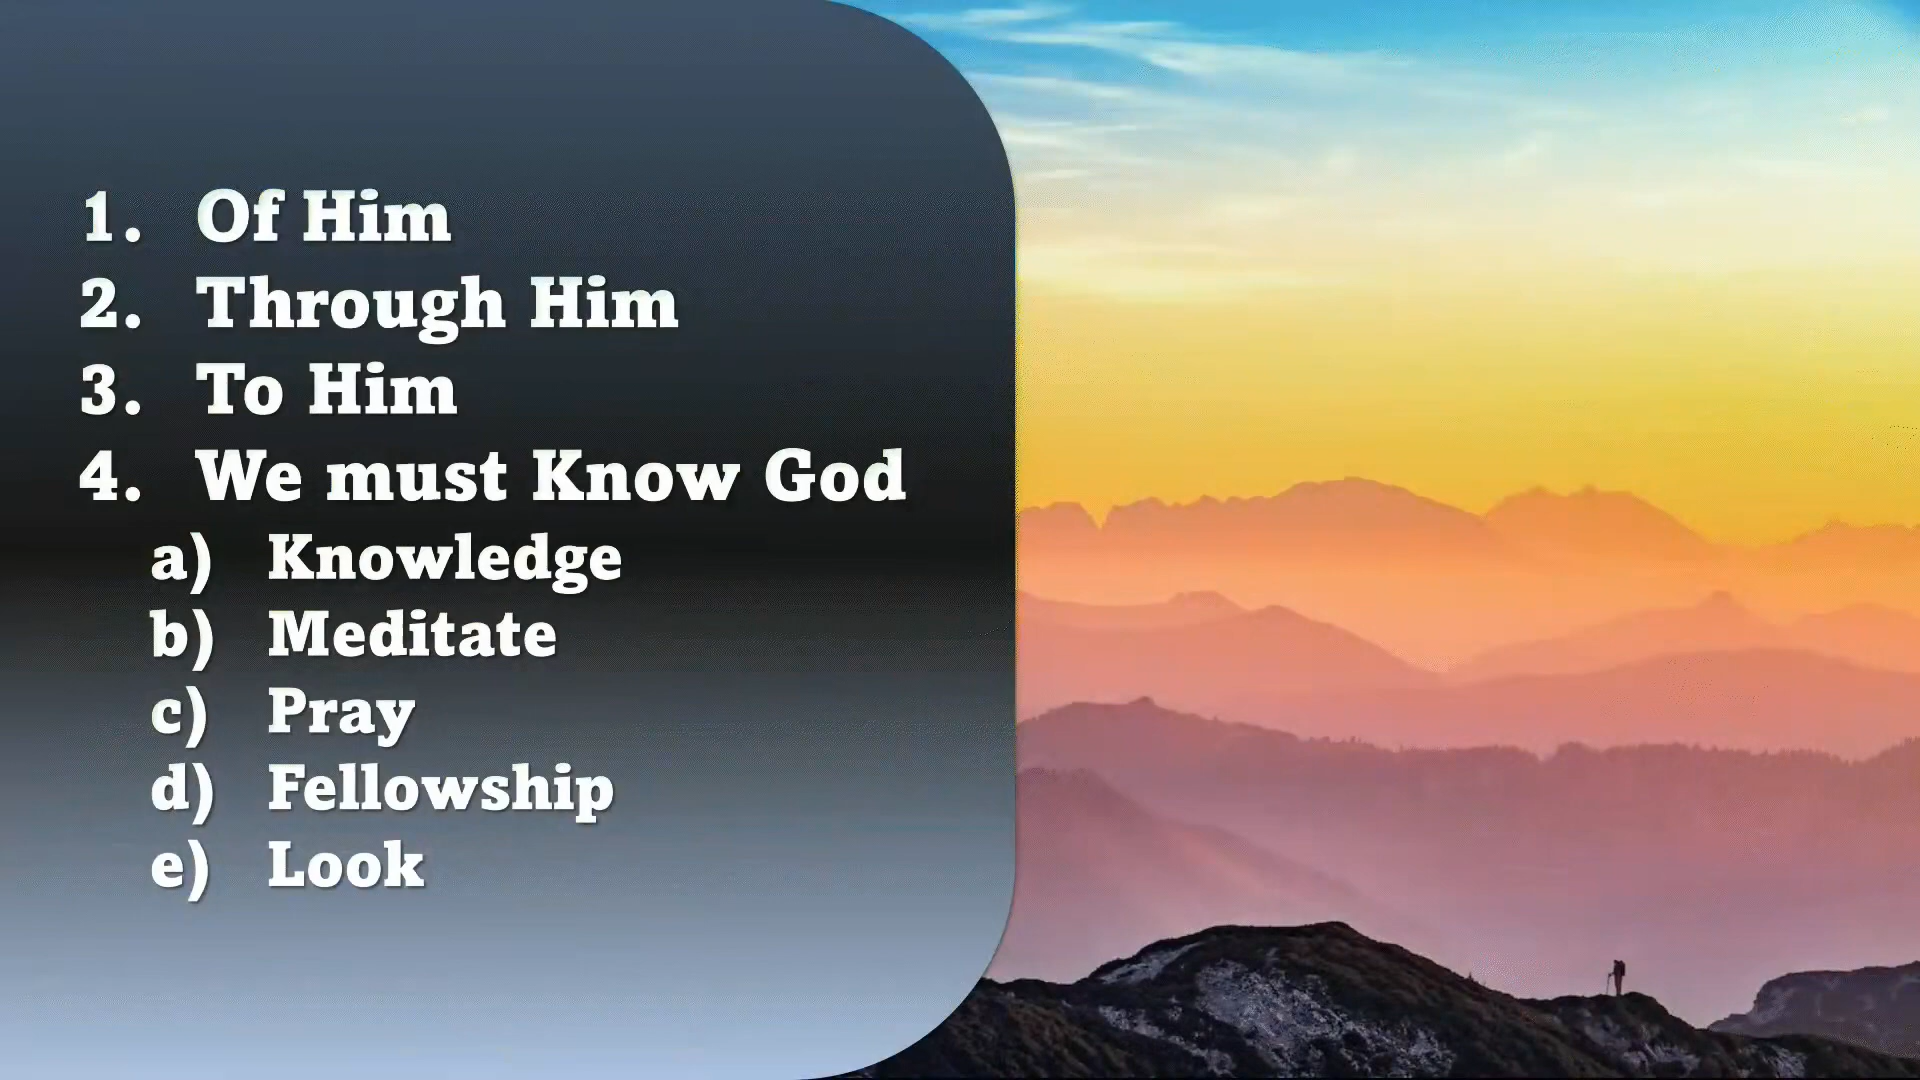 1. Of Him
2. Through Him
3. To Him
4. We must Know God
a) Knowledge
b) Meditate
c) Pray
d) Fellowship
e) Look